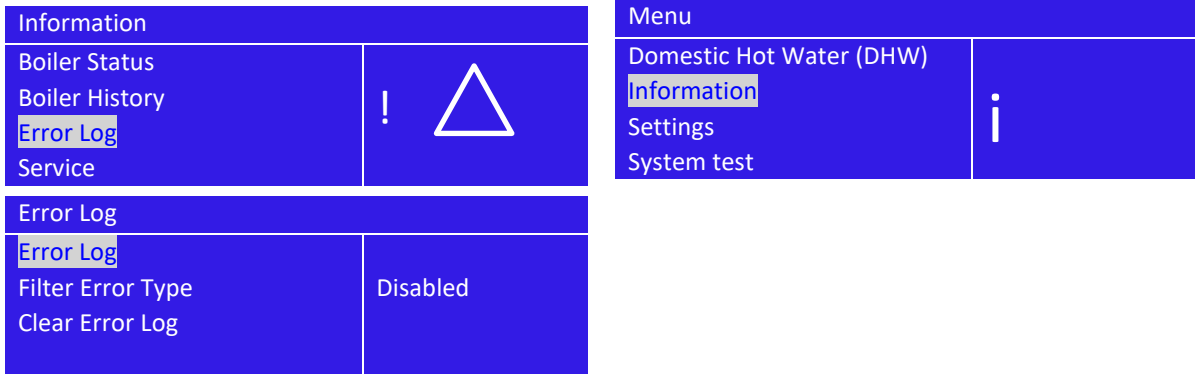 Information
Boiler Status
Boiler History
Error Log
Service
!
Menu
Domestic Hot Water (DHW)
Information
Settings
System test
i
Error Log
Error Log
Filter Error Type Disabled
Clear Error Log